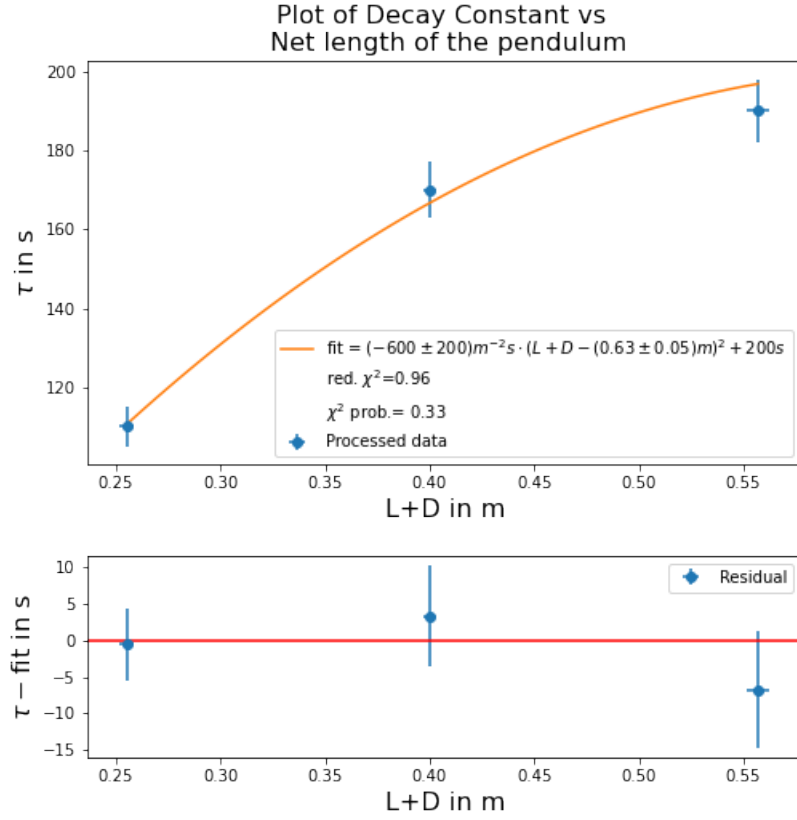 Plot of Decay Constant vs
Net length of the pendulum
200
180
160
140
120
τ in s
fit = (−600 ± 200)m⁻²s · (L + D − (0.63 ± 0.05)m)² + 200s
red. χ²=0.96
χ² prob.= 0.33
Processed data
0.25 0.30 0.35 0.40 0.45 0.50 0.55
L+D in m
10
5
0
−5
−10
−15
τ − fit in s
Residual
0.25 0.30 0.35 0.40 0.45 0.50 0.55
L+D in m